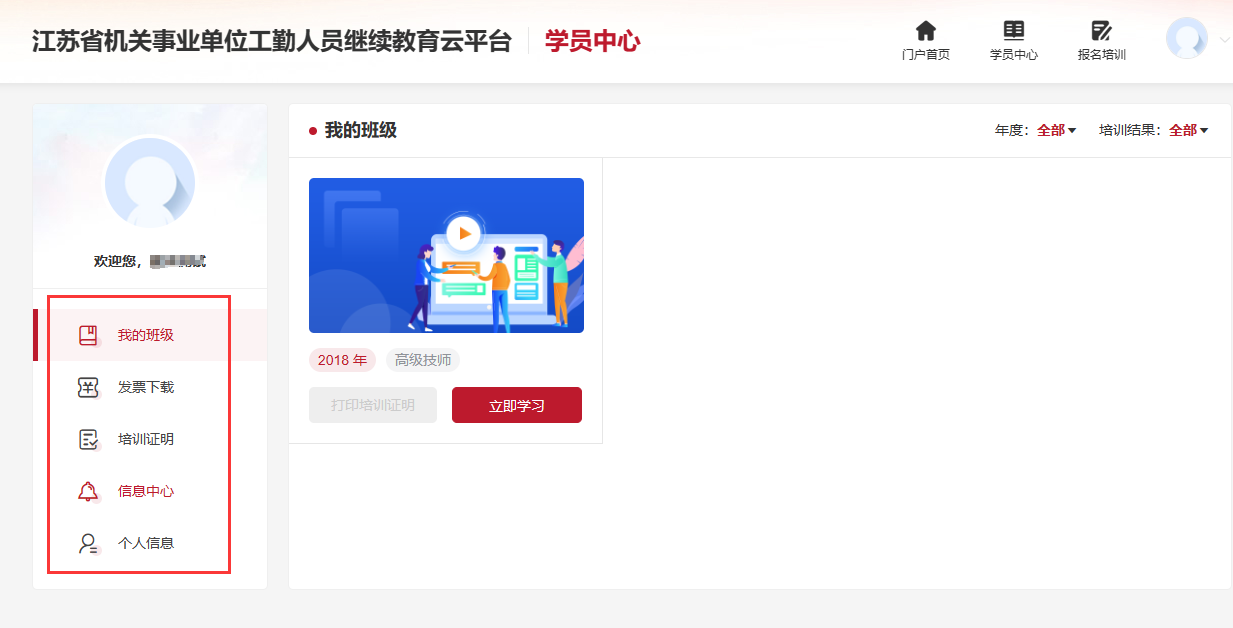 江苏省机关事业单位工勤人员继续教育云平台 学员中心
门户首页 学员中心 报名培训
欢迎您，
我的班级
发票下载
培训证明
信息中心
个人信息
我的班级
年度： 全部 培训结果： 全部
2018 年 高级技师
打印培训证明 立即学习